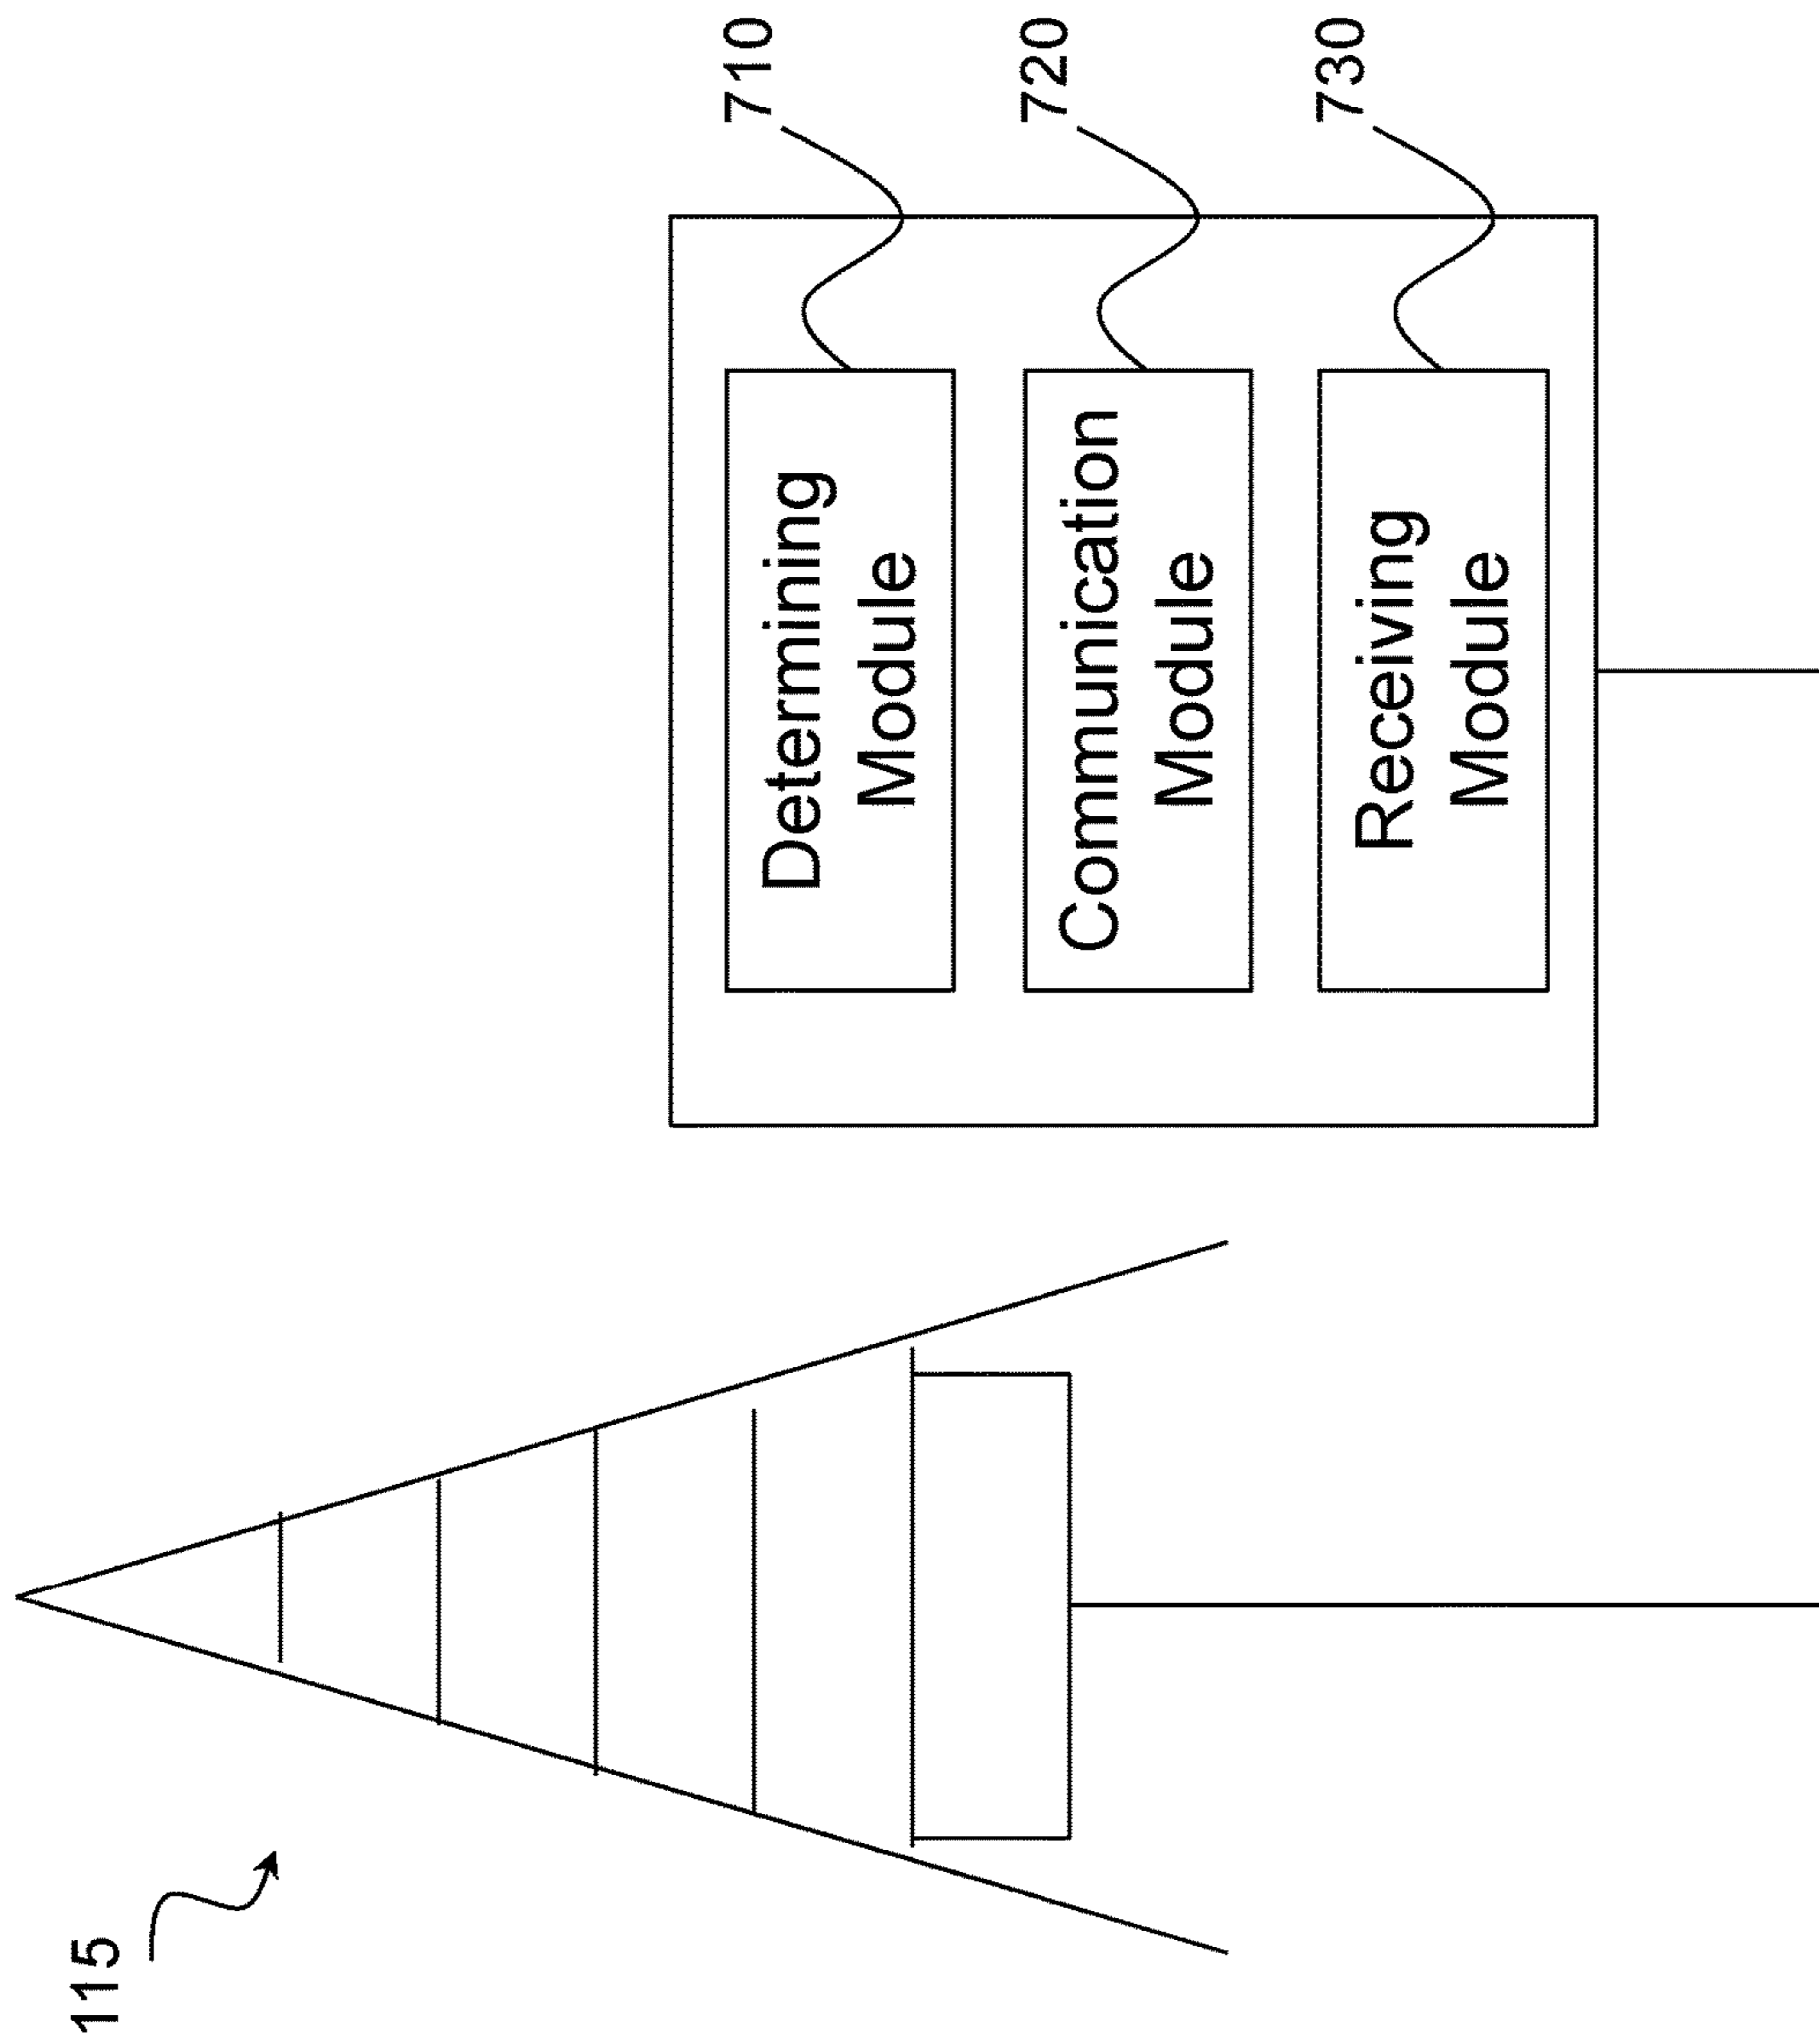 115
Determining
Module
710
Communication
Module
720
Receiving
Module
730